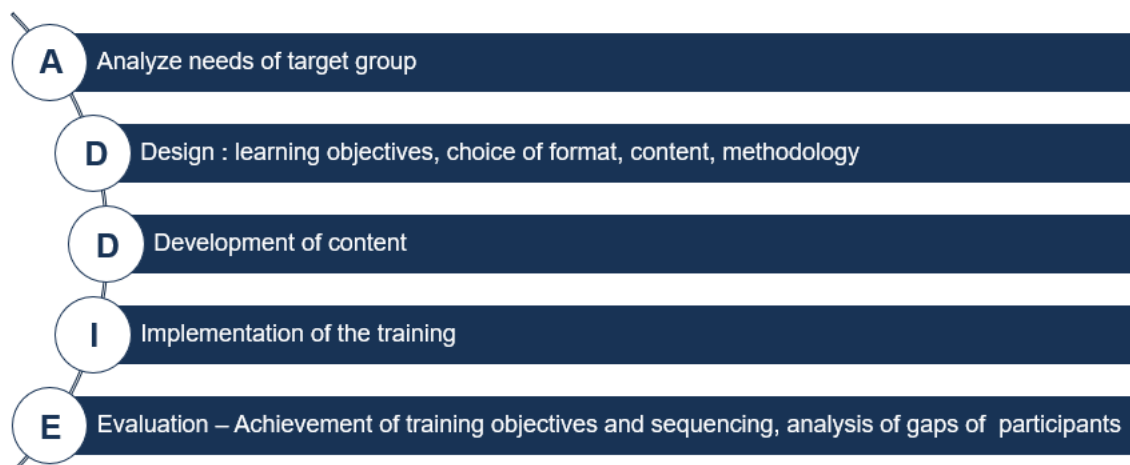 A Analyze needs of target group
D Design : learning objectives, choice of format, content, methodology
D Development of content
I Implementation of the training
E Evaluation – Achievement of training objectives and sequencing, analysis of gaps of  participants